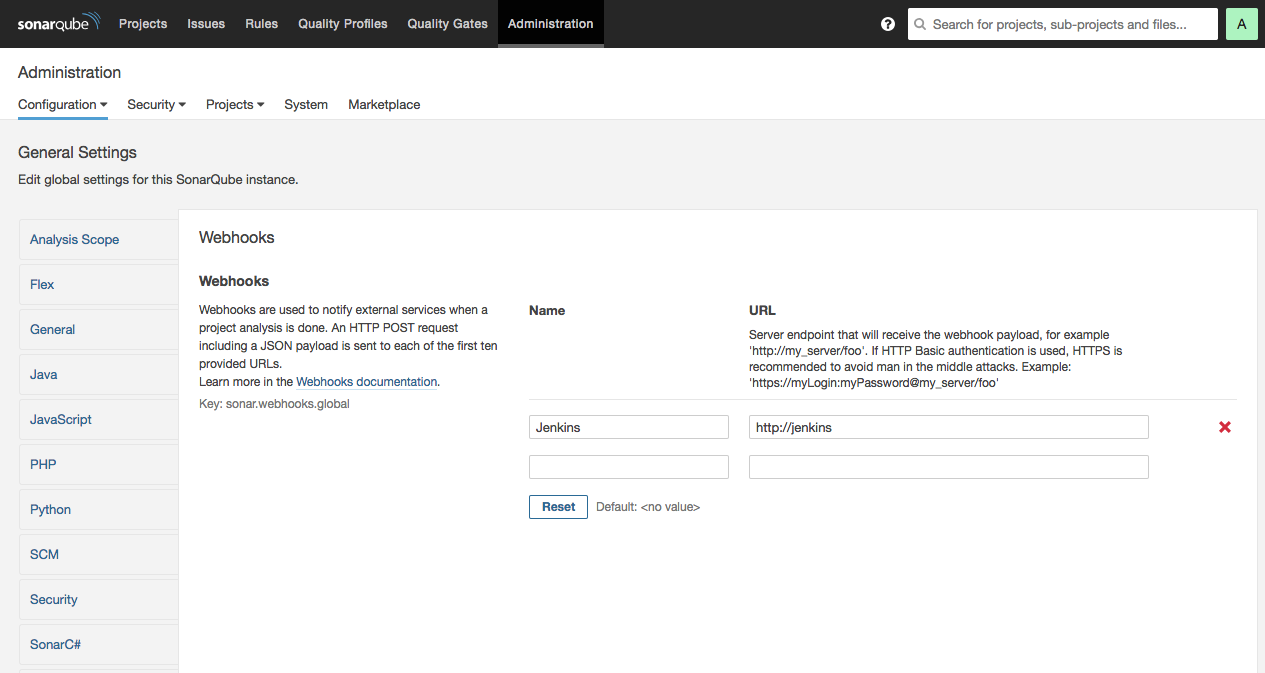 sonarqube Projects Issues Rules Quality Profiles Quality Gates Administration ? Search for projects, sub-projects and files... A
Administration
Configuration Security Projects System Marketplace
General Settings
Edit global settings for this SonarQube instance.
Analysis Scope
Flex
General
Java
JavaScript
PHP
Python
SCM
Security
SonarC#
Webhooks
Webhooks
Webhooks are used to notify external services when a
project analysis is done. An HTTP POST request
including a JSON payload is sent to each of the first ten
provided URLs.
Learn more in the Webhooks documentation.
Key: sonar.webhooks.global
Name
URL
Server endpoint that will receive the webhook payload, for example
'http://my_server/foo'. If HTTP Basic authentication is used, HTTPS is
recommended to avoid man in the middle attacks. Example:
'https://myLogin:myPassword@my_server/foo'
Jenkins http://jenkins
Reset Default: <no value>